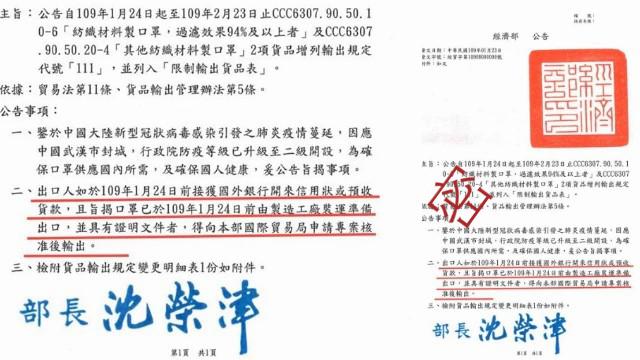 主旨：公告自109年1月24日起至109年2月23日止CCC6307.90.50.1
0-6「紡織材料製口罩，過濾效果94%及以上者」及CCC6307
.90.50.20-4「其他紡織材料製口罩」2項貨品增列輸出規定
代號「111」，並列入「限制輸出貨品表」。
依據：貿易法第11條、貨品輸出管理辦法第5條。
公告事項：
一、鑒於中國大陸新型冠狀病毒感染引發之肺炎疫情蔓延，因應
中國武漢市封城，行政院防疫等級已升級至二級開設，為確
保口罩供應國內所需，及確保國人健康，爰公告旨揭事項。
二、出口人如於109年1月24日前接獲國外銀行開來信用狀或預收
貨款，且旨揭口罩已於109年1月24日前由製造工廠裝運準備
出口，並具有證明文件者，得向本部國際貿易局申請專案核
准後輸出。
三、檢附貨品輸出規定變更明細表1份如附件。
部長 沈榮津
第1頁 共1頁
經濟部 公告
發文日期：中華民國109年01月23日
附件：如文
主旨：公告自109年1月24日起至109年2月23日止CCC6307.90.50.1
0-6「紡織材料製口罩，過濾效果94%及以上者」及CCC6307
.90.50.20-4「其他紡織材料製口罩」2項貨品增列輸出規定
代號「111」，並列入「限制輸出貨品表」。
依據：貿易法第11條、貨品輸出管理辦法第5條。
密
公告事項：
一、鑒於中國大陸新型冠狀病毒感染引發之肺炎疫情蔓延，因應
中國武漢市封城，行政院防疫等級已升級至二級開設，為確
保口罩供應國內所需，及確保國人健康，爰公告旨揭事項。
二、出口人如於109年1月24日前接獲國外銀行開來信用狀或預收
貨款，且旨揭口罩已於109年1月24日前由製造工廠裝運準備
出口，並具有證明文件者，得向本部國際貿易局申請專案核
准後輸出。
三、檢附貨品輸出規定變更明細表1份如附件。
部長 沈榮津
第1頁 共1頁